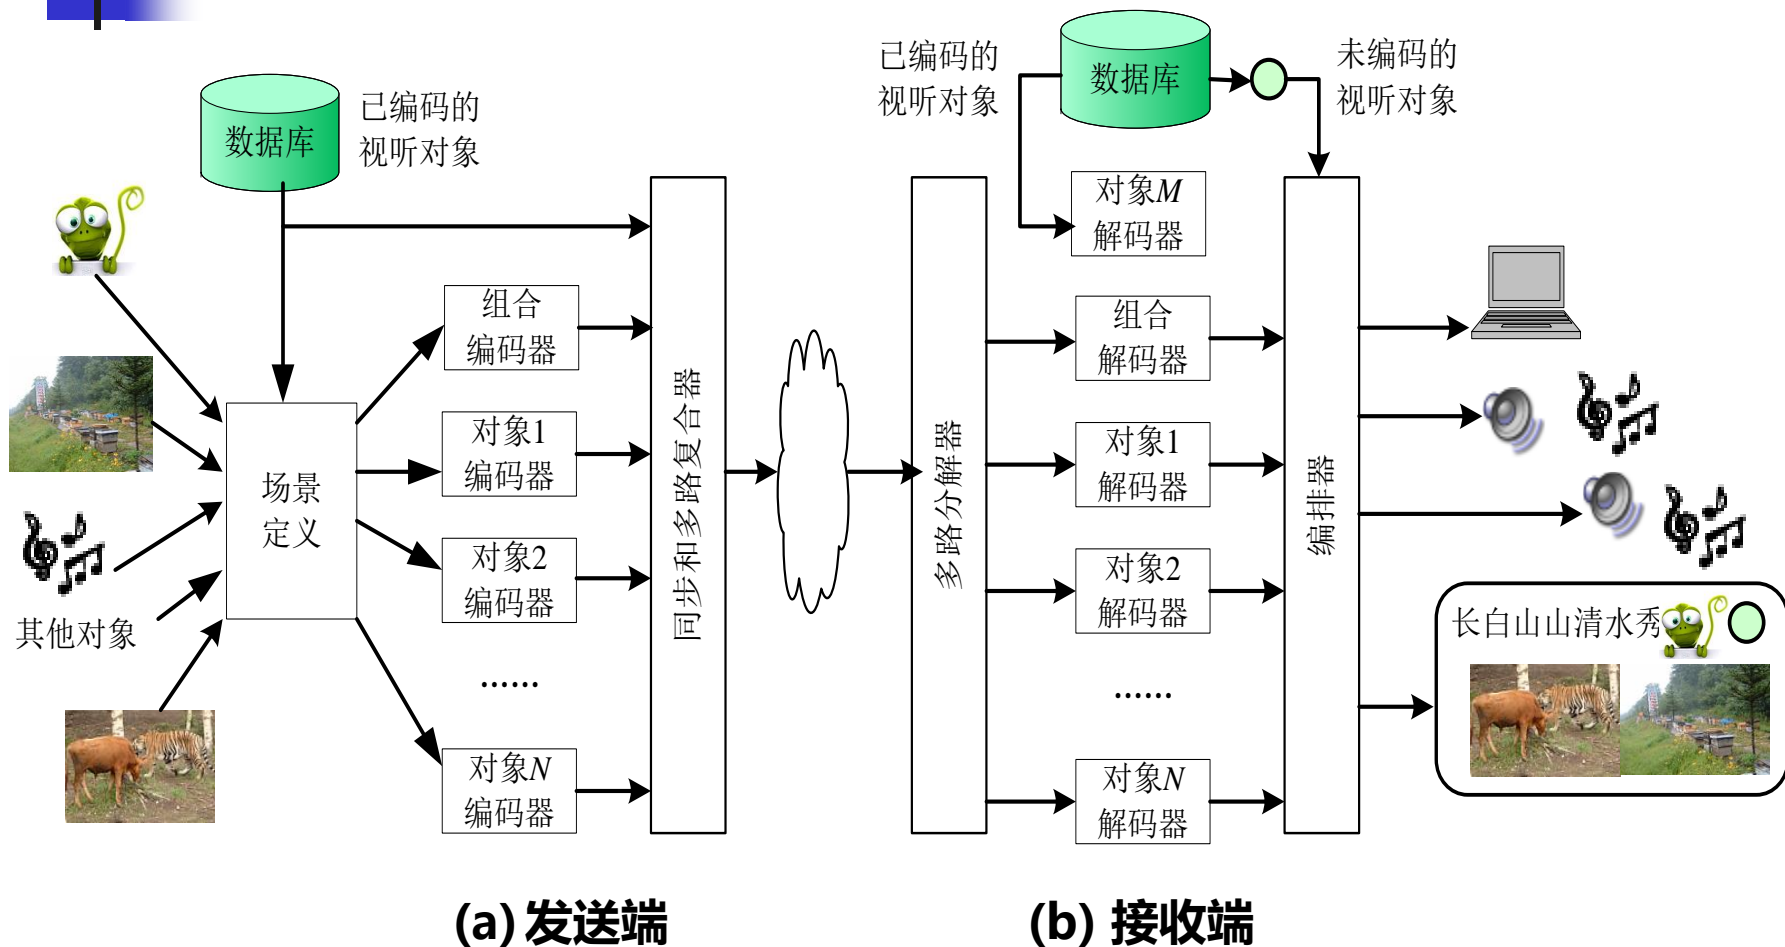 数据库
已编码的
视听对象
其他对象
场景
定义
组合
编码器
对象1
编码器
对象2
编码器
......
对象N
编码器
同步和多路复合器
(a) 发送端
已编码的
视听对象
数据库
未编码的
视听对象
多路分解器
对象M
解码器
组合
解码器
对象1
解码器
对象2
解码器
......
对象N
解码器
编排器
长白山山清水秀
(b) 接收端